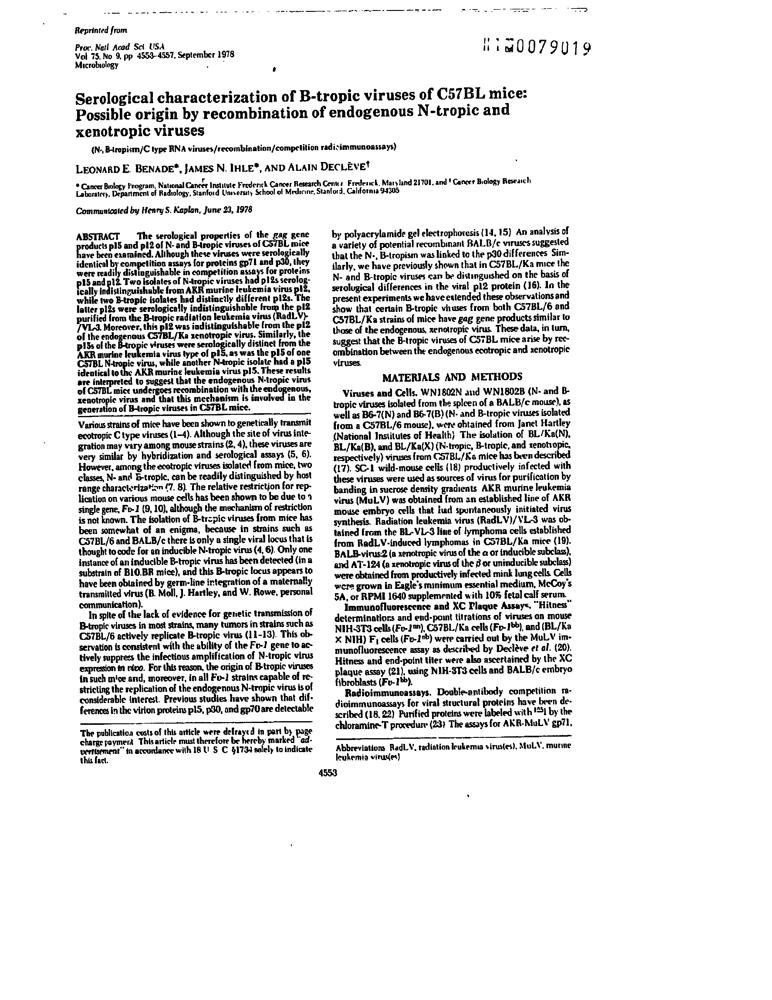 Reprinted from
Proc. Natl Acad Sci USA
Vol 75, No 9, pp 4553-4557, September 1978
Microbiology
0079019
Serological characterization of B-tropic viruses of C57BL mice:
Possible origin by recombination of endogenous N-tropic and
xenotropic viruses
(N-, B-tropism/C type RNA viruses/recombination/competition radioimmunoassays)
LEONARD E. BENADE*, JAMES N. IHLE*, AND ALAIN DECLÈVE†
* Cancer Biology Program, National Cancer Institute Frederick Cancer Research Center Frederick, Maryland 21701, and † Cancer Biology Research
Laboratory, Department of Radiology, Stanford University School of Medicine, Stanford, California 94305
Communicated by Henry S. Kaplan, June 23, 1978
ABSTRACT The serological properties of the gag gene
products p15 and p12 of N- and B-tropic viruses of C57BL mice
have been examined. Although these viruses were serologically
identical by competition assays for proteins gp71 and p30, they
were readily distinguishable in competition assays for proteins
p15 and p12. Two isolates of N-tropic viruses had p12s serolog-
ically indistinguishable from AKR murine leukemia virus p12,
while two B-tropic isolates had distinctly different p12s. The
latter p12s were serologically indistinguishable from the p12
purified from the B-tropic radiation leukemia virus (RadLV)-
/VL-3. Moreover, this p12 was indistinguishable from the p12
of the endogenous C57BL/Ka xenotropic virus. Similarly, the
p15s of the B-tropic viruses were serologically distinct from the
AKR murine leukemia virus type of p15, as was the p15 of one
C57BL N-tropic virus, while another N-tropic isolate had a p15
identical to the AKR murine leukemia virus p15. These results
are interpreted to suggest that the endogenous N-tropic virus
of C57BL mice undergoes recombination with the endogenous,
xenotropic virus and that this mechanism is involved in the
generation of B-tropic viruses in C57BL mice.
Various strains of mice have been shown to genetically transmit
ecotropic C type viruses (1-4). Although the site of virus inte-
gration may vary among mouse strains (2, 4), these viruses are
very similar by hybridization and serological assays (5, 6).
However, among the ecotropic viruses isolated from mice, two
classes, N- and B-tropic, can be readily distinguished by host
range characterization (7, 8). The relative restriction for rep-
lication on various mouse cells has been shown to be due to a
single gene, Fv-1 (9, 10), although the mechanism of restriction
is not known. The isolation of B-tropic viruses from mice has
been somewhat of an enigma, because in strains such as
C57BL/6 and BALB/c there is only a single viral locus that is
thought to code for an inducible N-tropic virus (4, 6). Only one
instance of an inducible B-tropic virus has been detected (in a
substrain of B10.BR mice), and this B-tropic locus appears to
have been obtained by germ-line integration of a maternally
transmitted virus (B. Moll, J. Hartley, and W. Rowe, personal
communication).
In spite of the lack of evidence for genetic transmission of
B-tropic viruses in most strains, many tumors in strains such as
C57BL/6 actively replicate B-tropic virus (11-13). This ob-
servation is consistent with the ability of the Fv-1 gene to ac-
tively suppress the infectious amplification of N-tropic virus
expression in vivo. For this reason, the origin of B-tropic viruses
in such mice and, moreover, in all Fv-1 strains capable of re-
stricting the replication of the endogenous N-tropic virus is of
considerable interest. Previous studies have shown that dif-
ferences in the virion proteins p15, p30, and gp70 are detectable
The publication costs of this article were defrayed in part by page
charge payment This article must therefore be hereby marked "ad-
vertisement" in accordance with 18 U S C §1734 solely to indicate
this fact.
by polyacrylamide gel electrophoresis (14, 15) An analysis of
a variety of potential recombinant BALB/c viruses suggested
that the N-, B-tropism was linked to the p30 differences Sim-
ilarly, we have previously shown that in C57BL/Ka mice the
N- and B-tropic viruses can be distinguished on the basis of
serological differences in the viral p12 protein (16). In the
present experiments we have extended these observations and
show that certain B-tropic viruses from both C57BL/6 and
C57BL/Ka strains of mice have gag gene products similar to
those of the endogenous, xenotropic virus. These data, in turn,
suggest that the B-tropic viruses of C57BL mice arise by rec-
ombination between the endogenous ecotropic and xenotropic
viruses.
MATERIALS AND METHODS
Viruses and Cells. WN1802N and WN1802B (N- and B-
tropic viruses isolated from the spleen of a BALB/c mouse), as
well as B6-7(N) and B6-7(B) (N- and B-tropic viruses isolated
from a C57BL/6 mouse), were obtained from Janet Hartley
(National Institutes of Health) The isolation of BL/Ka(N),
BL/Ka(B), and BL/Ka(X) (N-tropic, B-tropic, and xenotropic,
respectively) viruses from C57BL/Ka mice has been described
(17). SC-1 wild-mouse cells (18) productively infected with
these viruses were used as sources of virus for purification by
banding in sucrose density gradients AKR murine leukemia
virus (MuLV) was obtained from an established line of AKR
mouse embryo cells that had spontaneously initiated virus
synthesis. Radiation leukemia virus (RadLV)/VL-3 was ob-
tained from the BL-VL-3 line of lymphoma cells established
from RadLV-induced lymphomas in C57BL/Ka mice (19).
BALB-virus:2 (a xenotropic virus of the α or inducible subclass),
and AT-124 (a xenotropic virus of the β or uninducible subclass)
were obtained from productively infected mink lung cells. Cells
were grown in Eagle's minimum essential medium, McCoy's
5A, or RPMI 1640 supplemented with 10% fetal calf serum.
Immunofluorescence and XC Plaque Assays. "Hitness"
determinations and end-point titrations of viruses on mouse
NIH-3T3 cells (Fv-1ⁿⁿ), C57BL/Ka cells (Fv-1ᵇᵇ), and (BL/Ka
× NIH) F₁ cells (Fv-1ⁿᵇ) were carried out by the MuLV im-
munofluorescence assay as described by Declève et al. (20).
Hitness and end-point titer were also ascertained by the XC
plaque assay (21), using NIH-3T3 cells and BALB/c embryo
fibroblasts (Fv-1ᵇᵇ).
Radioimmunoassays. Double-antibody competition ra-
dioimmunoassays for viral structural proteins have been de-
scribed (18, 22) Purified proteins were labeled with ¹²⁵I by the
chloramine-T procedure (23) The assays for AKR-MuLV gp71,
Abbreviations RadLV, radiation leukemia virus(es), MuLV, murine
leukemia virus(es)
4553